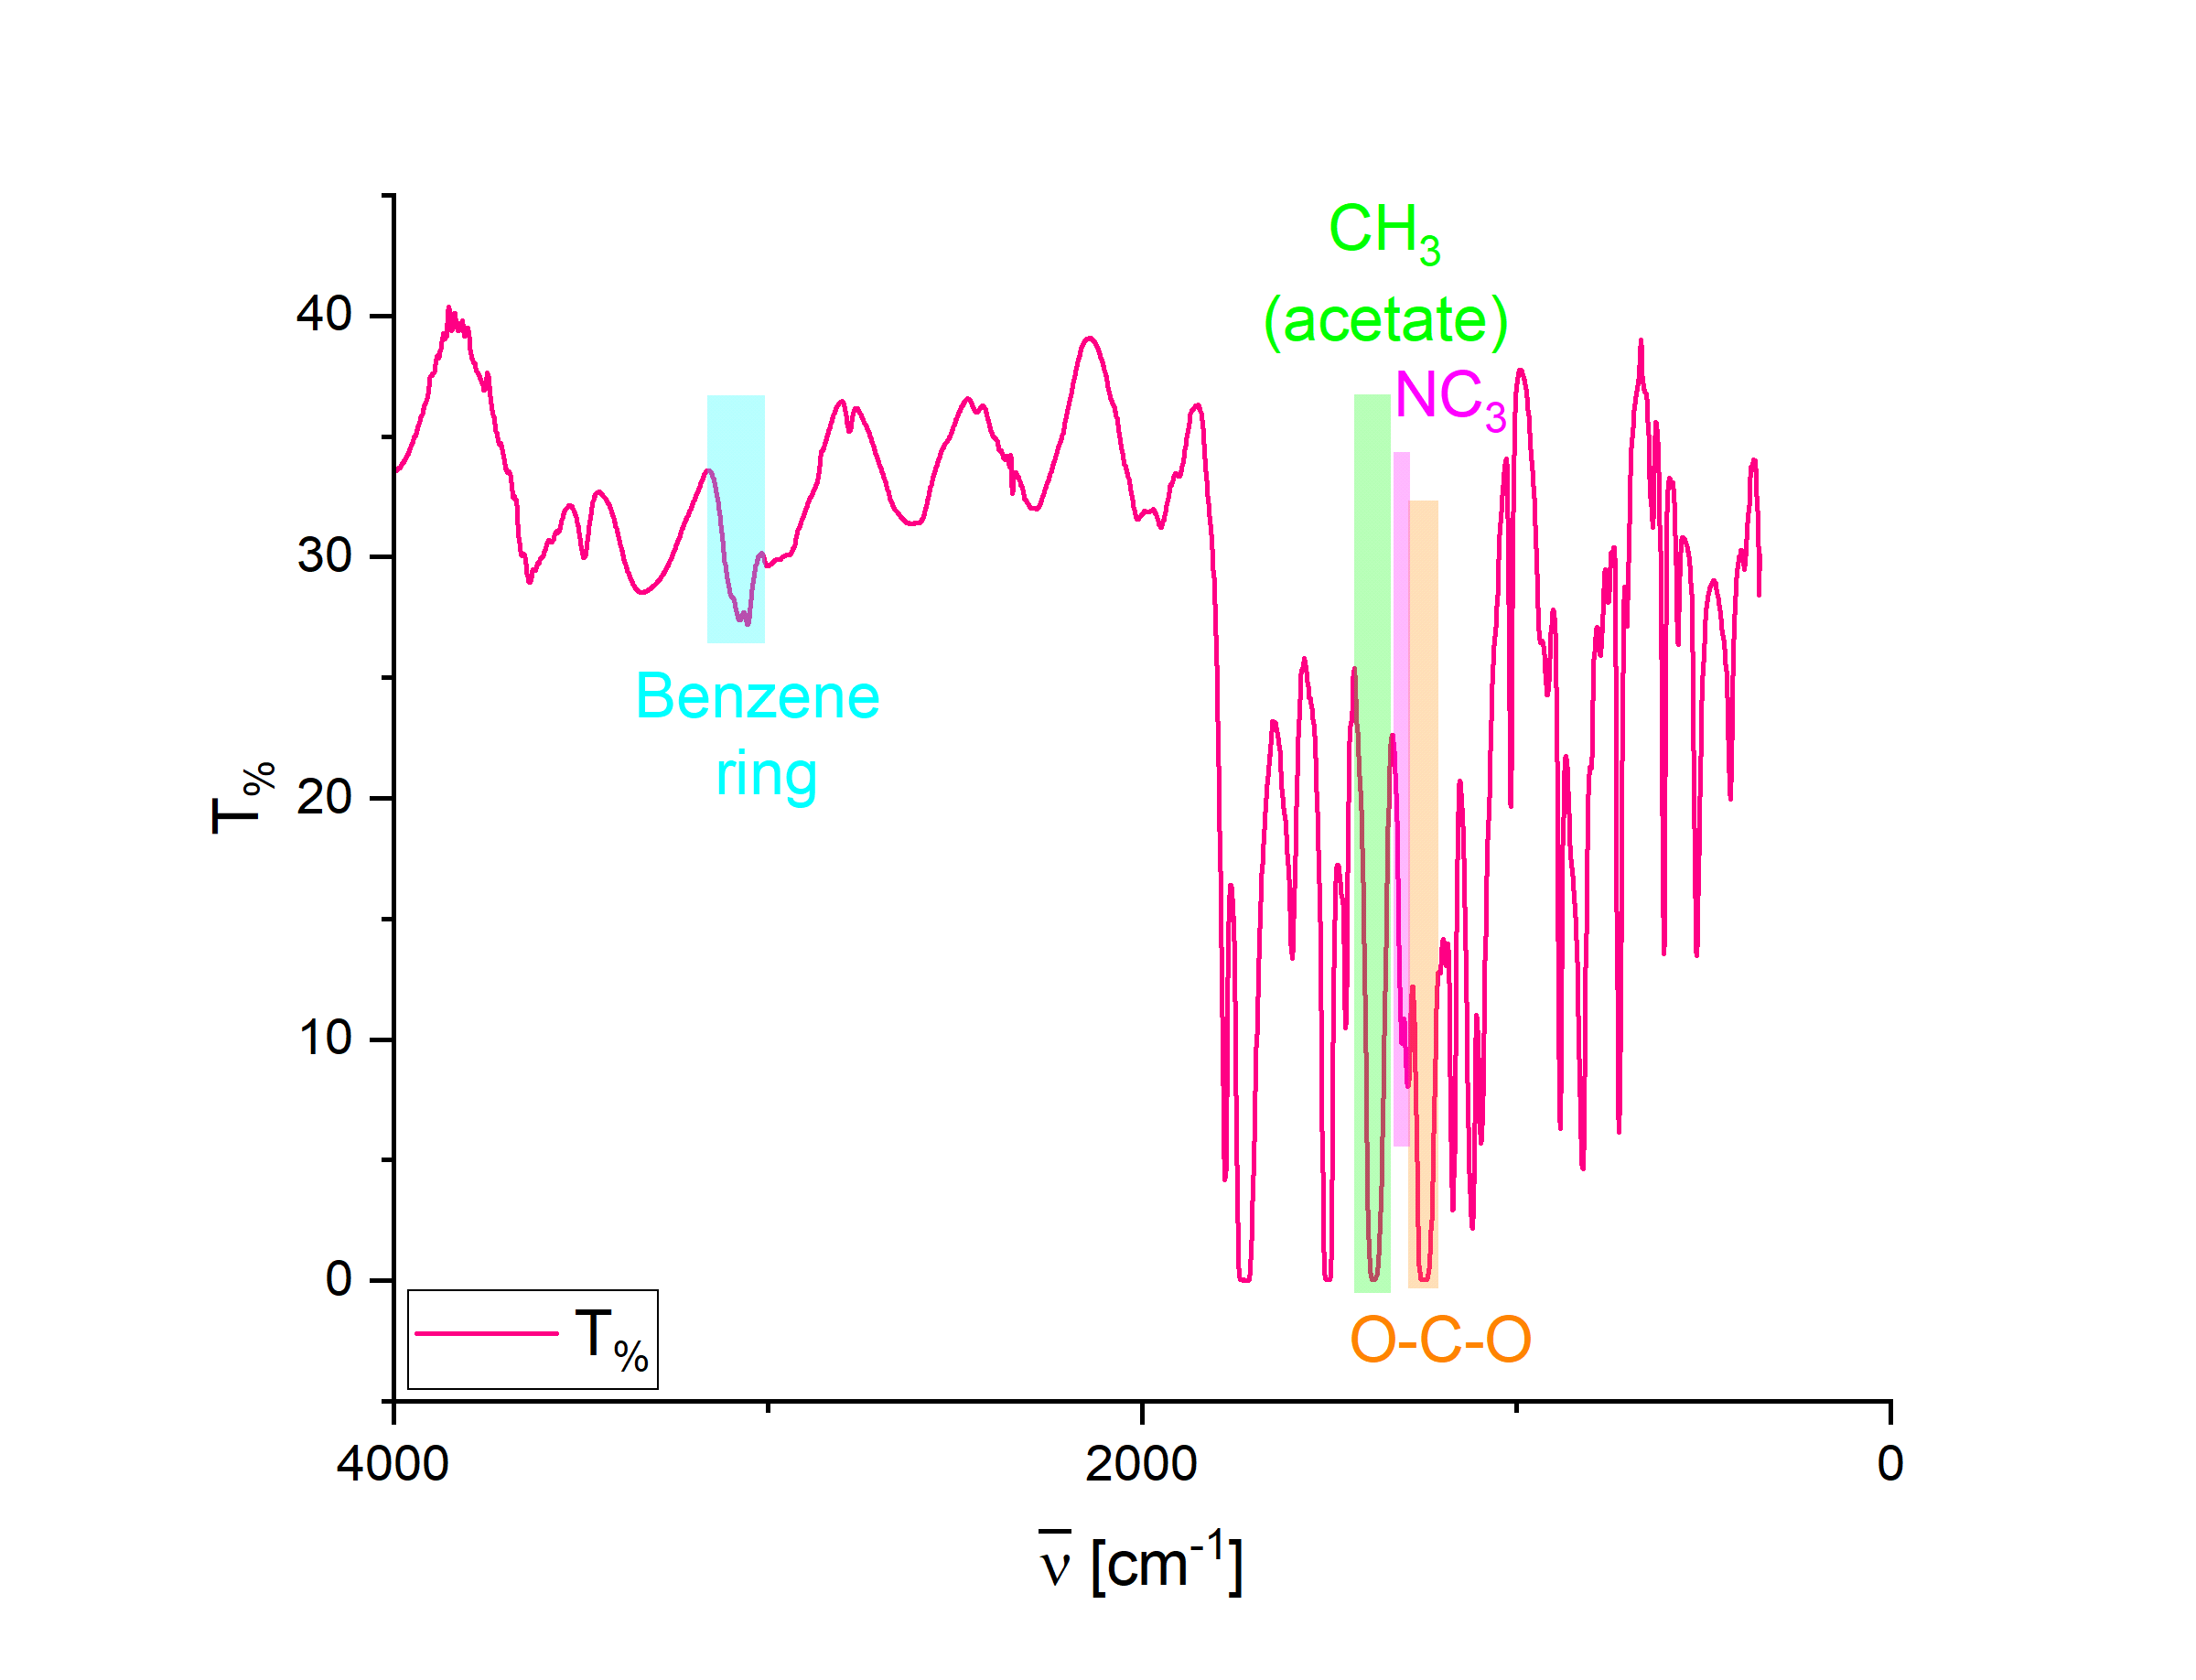 CH₃
(acetate)
NC₃
Benzene
ring
O-C-O
T%
40
30
20
10
0
T%
4000
2000
0
ν̅ [cm⁻¹]